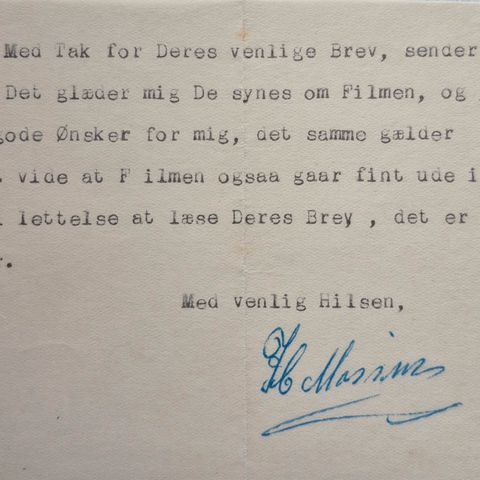 Med Tak for Deres venlige Brev, sender
Det glæder mig De synes om Filmen, og
gode Ønsker for mig, det samme gælder
vide at F ilmen ogsaa gaar fint ude i
lettelse at læse Deres Brev , det er
Med venlig Hilsen,